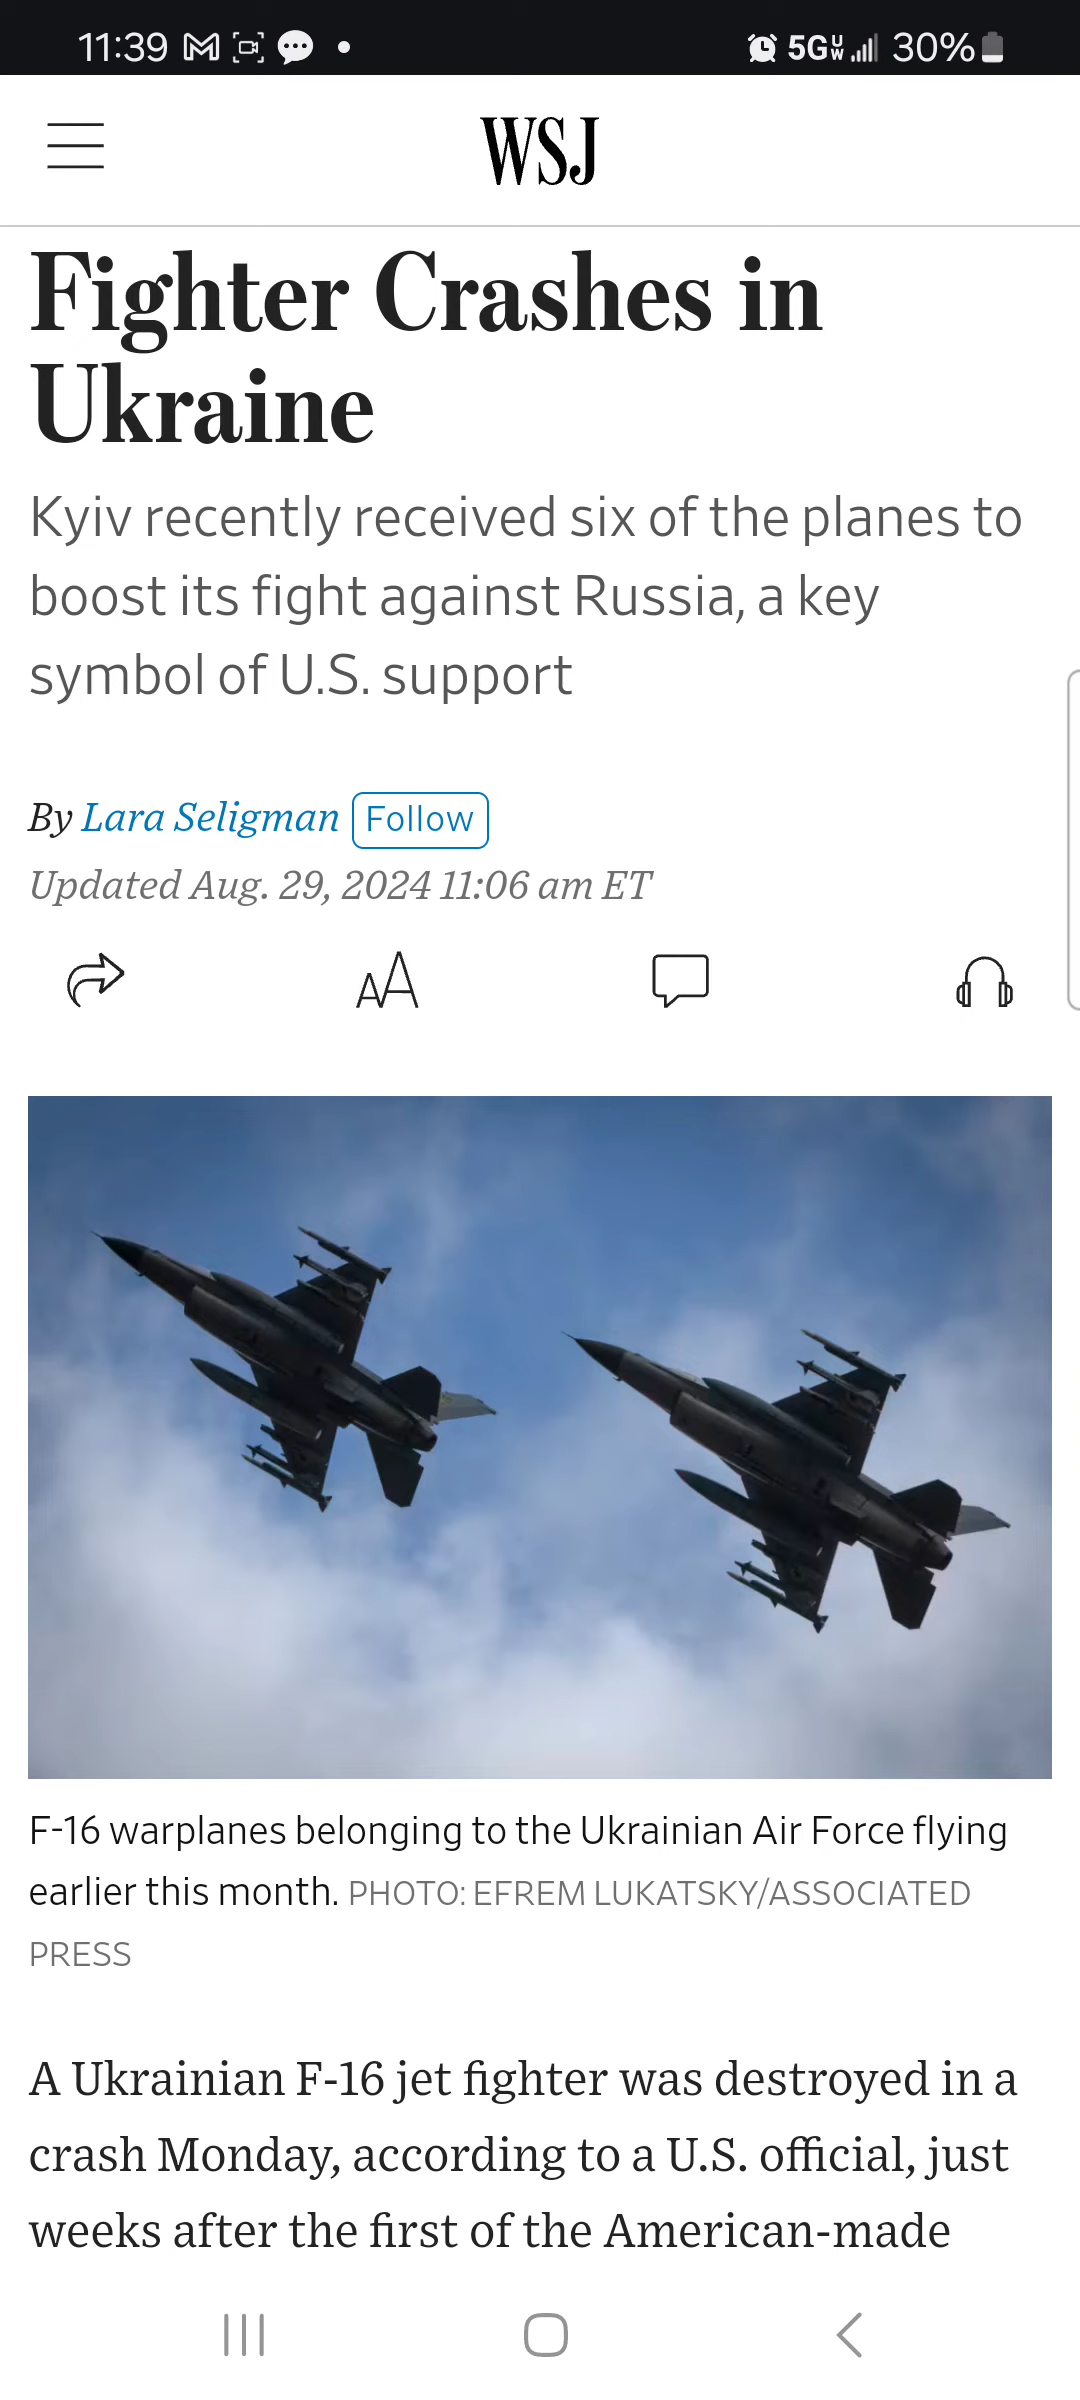 11:39 5G UW 30%
WSJ
Fighter Crashes in
Ukraine
Kyiv recently received six of the planes to
boost its fight against Russia, a key
symbol of U.S. support
By Lara Seligman Follow
Updated Aug. 29, 2024 11:06 am ET
AA
F-16 warplanes belonging to the Ukrainian Air Force flying
earlier this month. PHOTO: EFREM LUKATSKY/ASSOCIATED
PRESS
A Ukrainian F-16 jet fighter was destroyed in a
crash Monday, according to a U.S. official, just
weeks after the first of the American-made